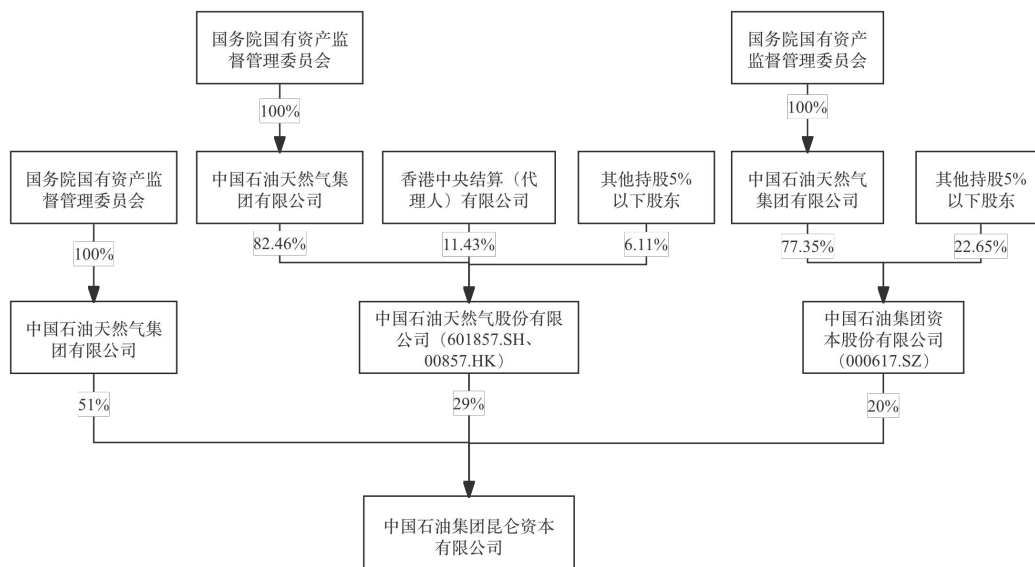 国务院国有资产监
督管理委员会
国务院国有资产
监督管理委员会
100%
100%
国务院国有资产监
督管理委员会
中国石油天然气集
团有限公司
香港中央结算（代
理人）有限公司
其他持股5%
以下股东
中国石油天然气
集团有限公司
其他持股5%
以下股东
100%
82.46%
11.43%
6.11%
77.35%
22.65%
中国石油天然气集
团有限公司
中国石油天然气股份有限
公司（601857.SH、
00857.HK）
中国石油集团资
本股份有限公司
（000617.SZ）
51%
29%
20%
中国石油集团昆仑资本
有限公司